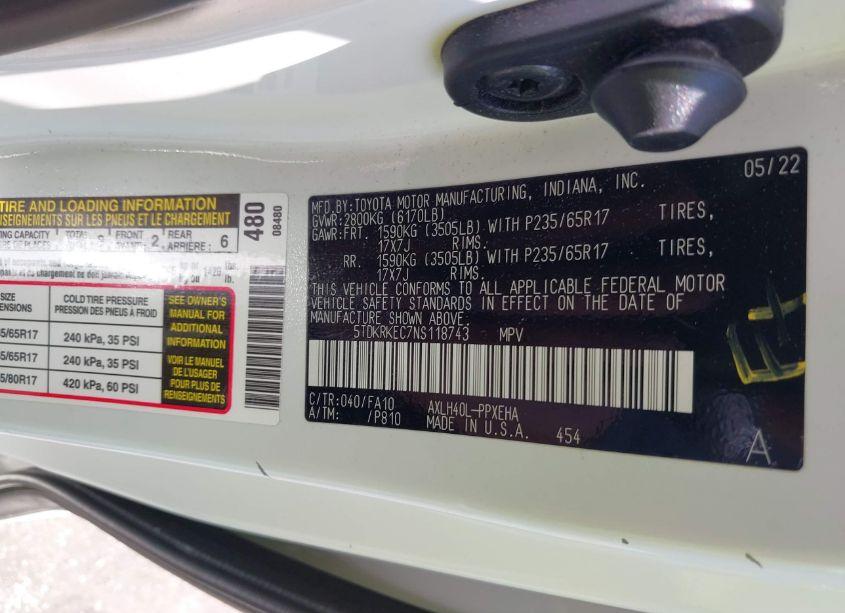 TIRE AND LOADING INFORMATION
RENSEIGNEMENTS SUR LES PNEUS ET LE CHARGEMENT
REAR
2
ARRIÈRE: 6
COLD TIRE PRESSURE
PRESSION DES PNEUS À FROID
65R17 240 kPa, 35 PSI
65R17 240 kPa, 35 PSI
5/80R17 420 kPa, 60 PSI
SEE OWNER'S
MANUAL FOR
ADDITIONAL
INFORMATION
VOIR LE MANUEL
DE L'USAGER
POUR PLUS DE
RENSEIGNEMENTS
480
08480
05/22
MFD.BY:TOYOTA MOTOR MANUFACTURING, INDIANA, INC.
GVWR:2800KG (6170LB)
GAWR:FRT. 1590KG (3505LB) WITH P235/65R17 TIRES,
17X7J RIMS.
RR. 1590KG (3505LB) WITH P235/65R17 TIRES,
17X7J RIMS.
THIS VEHICLE CONFORMS TO ALL APPLICABLE FEDERAL MOTOR
VEHICLE SAFETY STANDARDS IN EFFECT ON THE DATE OF
MANUFACTURE SHOWN ABOVE.
5TDKRKEC7NS118743 MPV
C/TR:040/FA10 AXLH40L-PPXEHA
A/TM: /P810 MADE IN U.S.A. 454
A